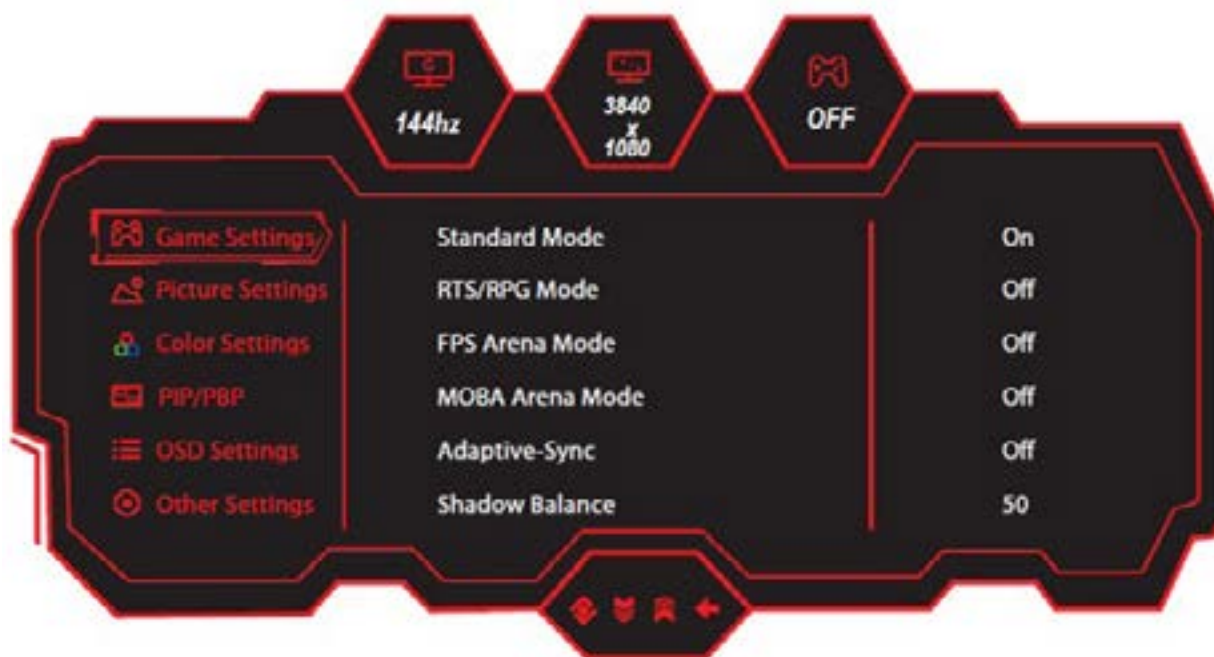 144hz
3840
x
1080
OFF
Game Settings Standard Mode On
Picture Settings RTS/RPG Mode Off
Color Settings FPS Arena Mode Off
PIP/PBP MOBA Arena Mode Off
OSD Settings Adaptive-Sync Off
Other Settings Shadow Balance 50